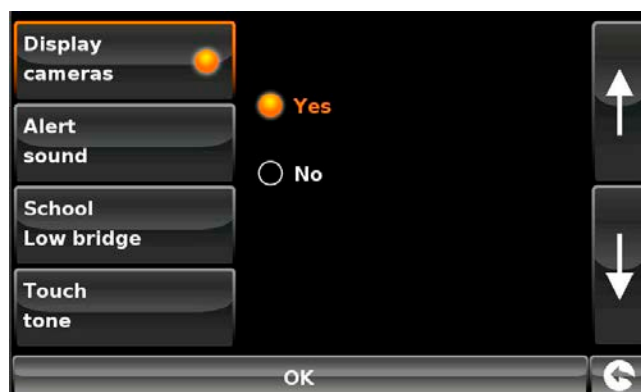 Display
cameras
Alert
sound
School
Low bridge
Touch
tone
Yes
No
OK